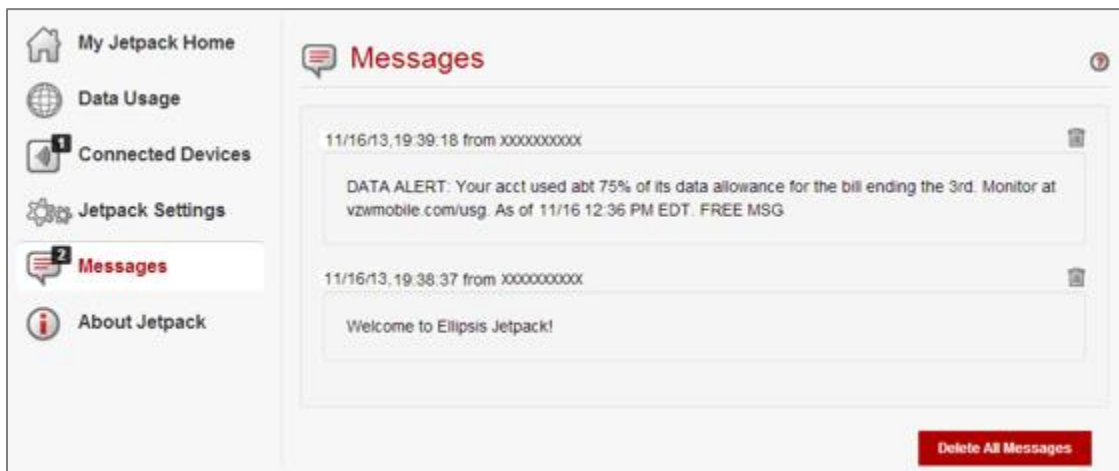 My Jetpack Home
Data Usage
1
Connected Devices
Jetpack Settings
2
Messages
About Jetpack
Messages
?
11/16/13,19:39:18 from xxxxxxxxxx
DATA ALERT: Your acct used abt 75% of its data allowance for the bill ending the 3rd. Monitor at
vzwmobile.com/usg. As of 11/16 12:36 PM EDT. FREE MSG
11/16/13,19:38:37 from xxxxxxxxxx
Welcome to Ellipsis Jetpack!
Delete All Messages